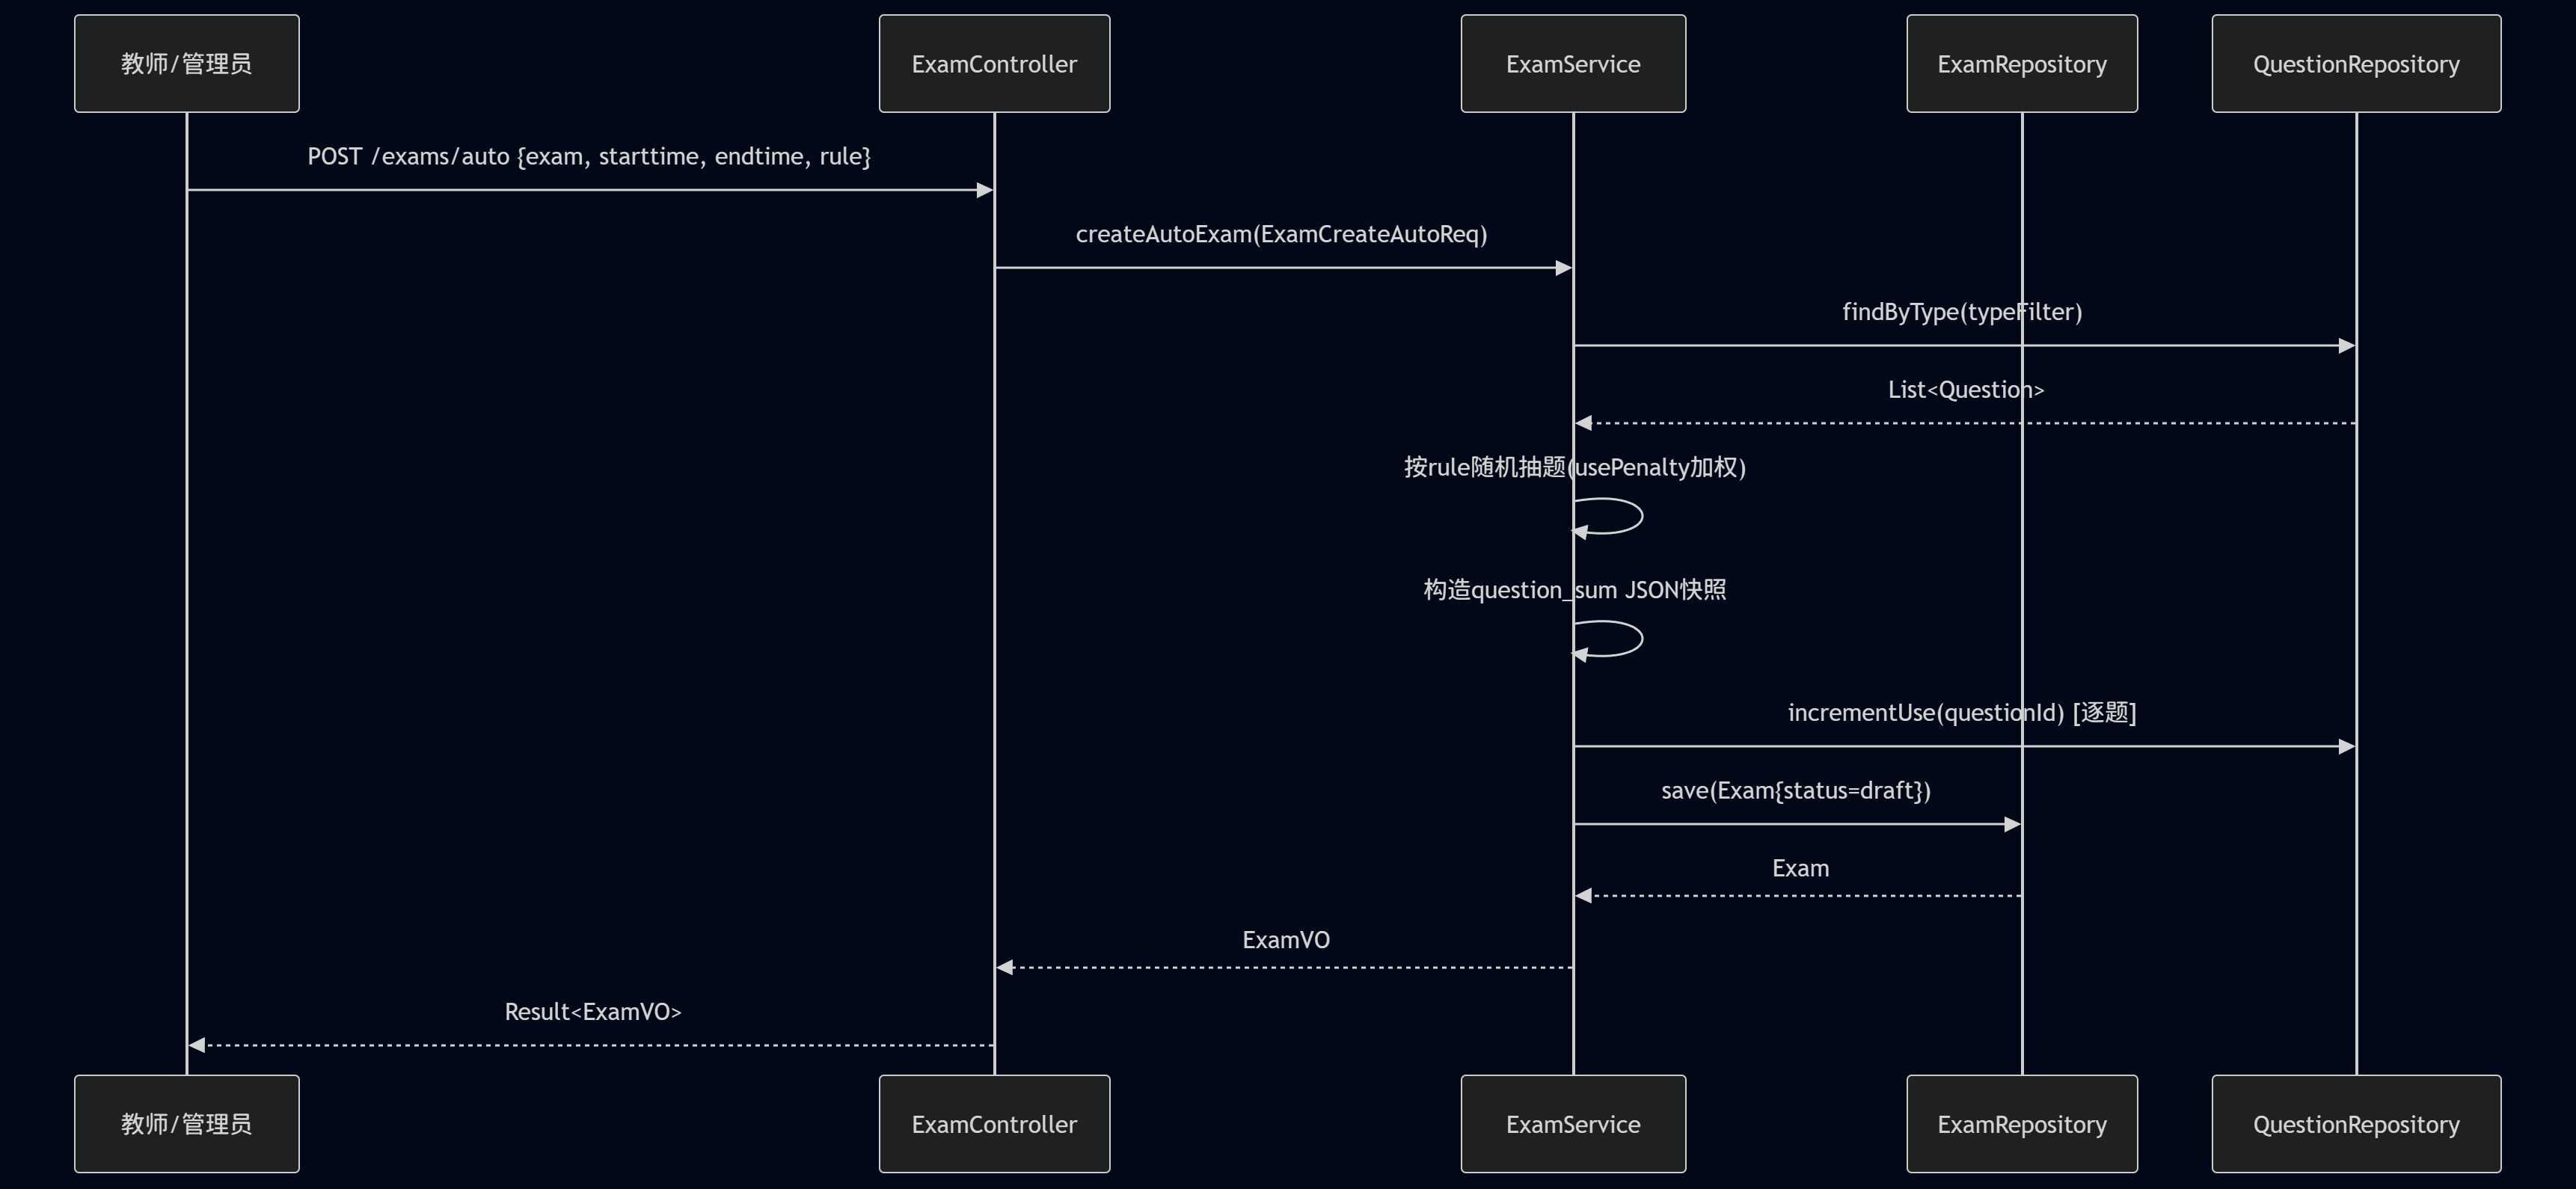 教师/管理员
ExamController
ExamService
ExamRepository
QuestionRepository
POST /exams/auto {exam, starttime, endtime, rule}
createAutoExam(ExamCreateAutoReq)
findByType(typeFilter)
List<Question>
按rule随机抽题(usePenalty加权)
构造question_sum JSON快照
incrementUse(questionId) [逐题]
save(Exam{status=draft})
Exam
ExamVO
Result<ExamVO>
教师/管理员
ExamController
ExamService
ExamRepository
QuestionRepository